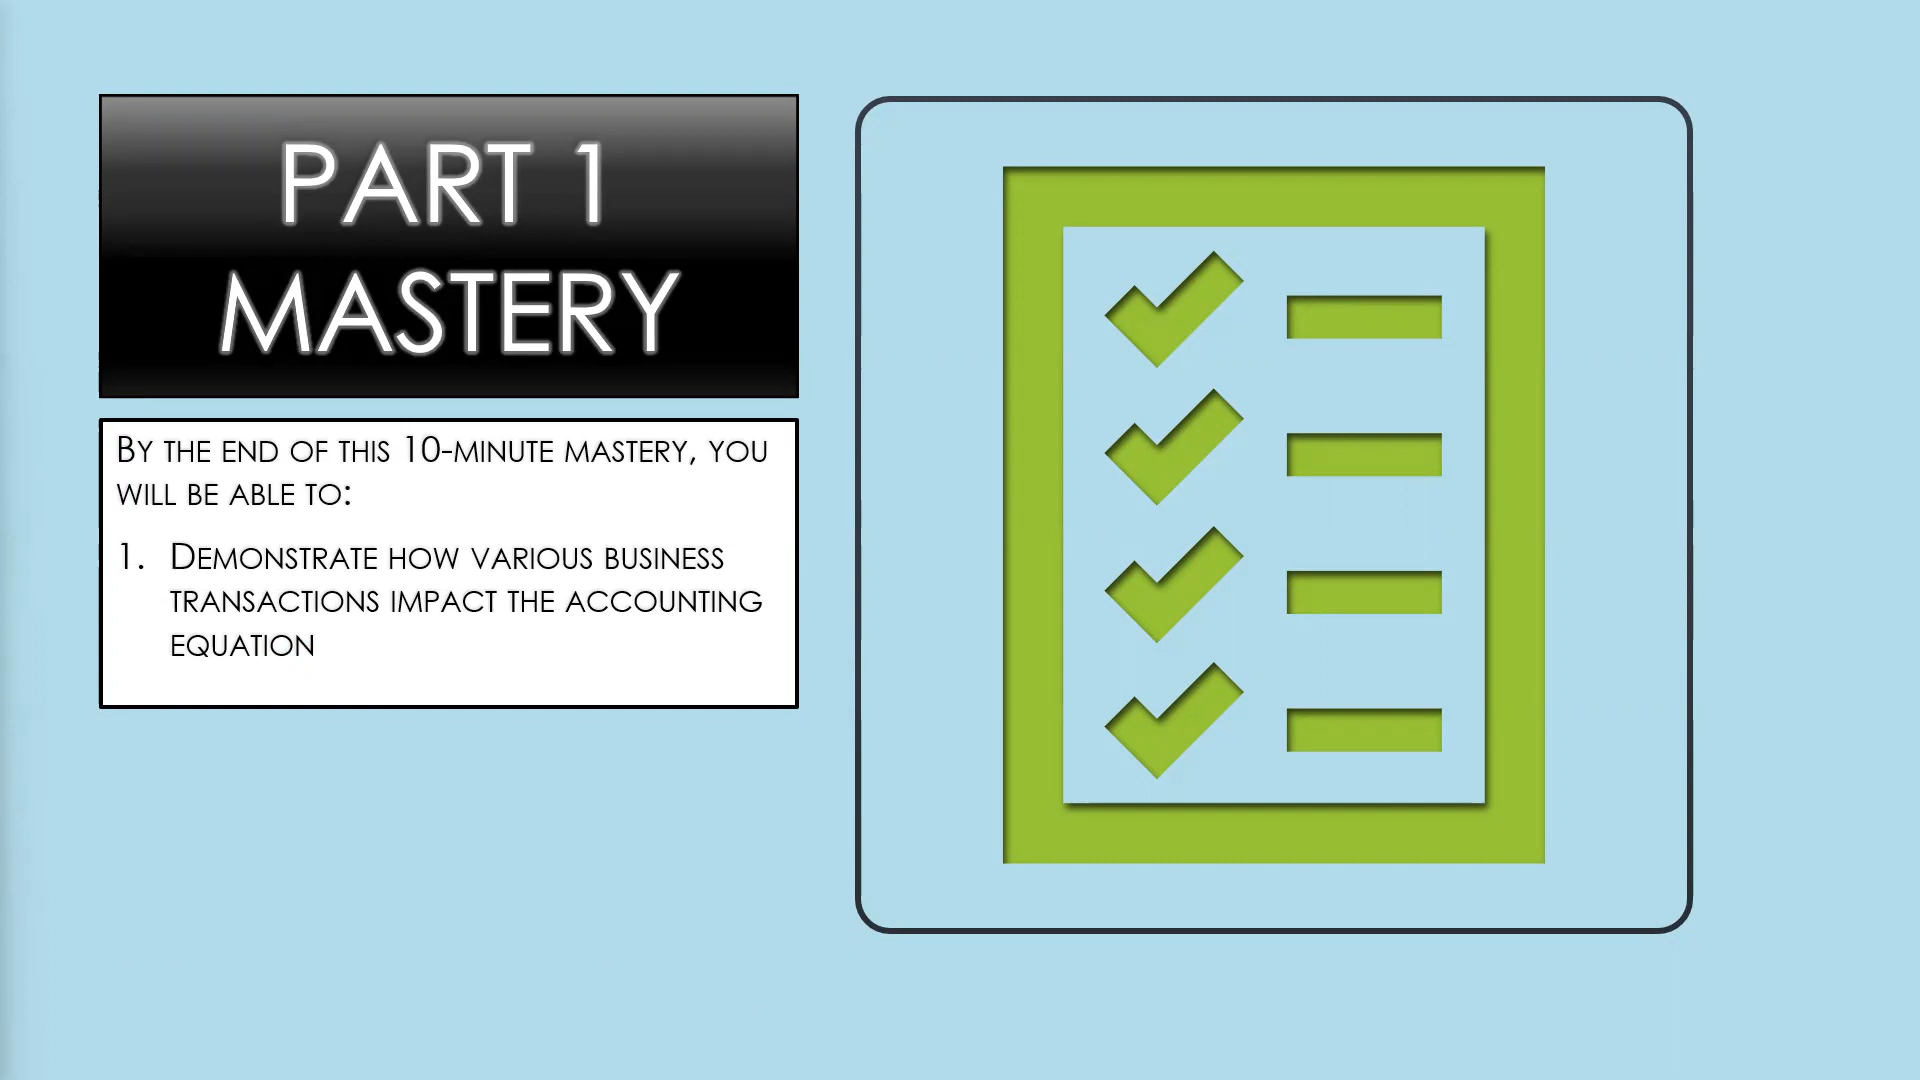 PART 1
MASTERY
By the end of this 10-minute mastery, you
will be able to:
1. Demonstrate how various business
transactions impact the accounting
equation